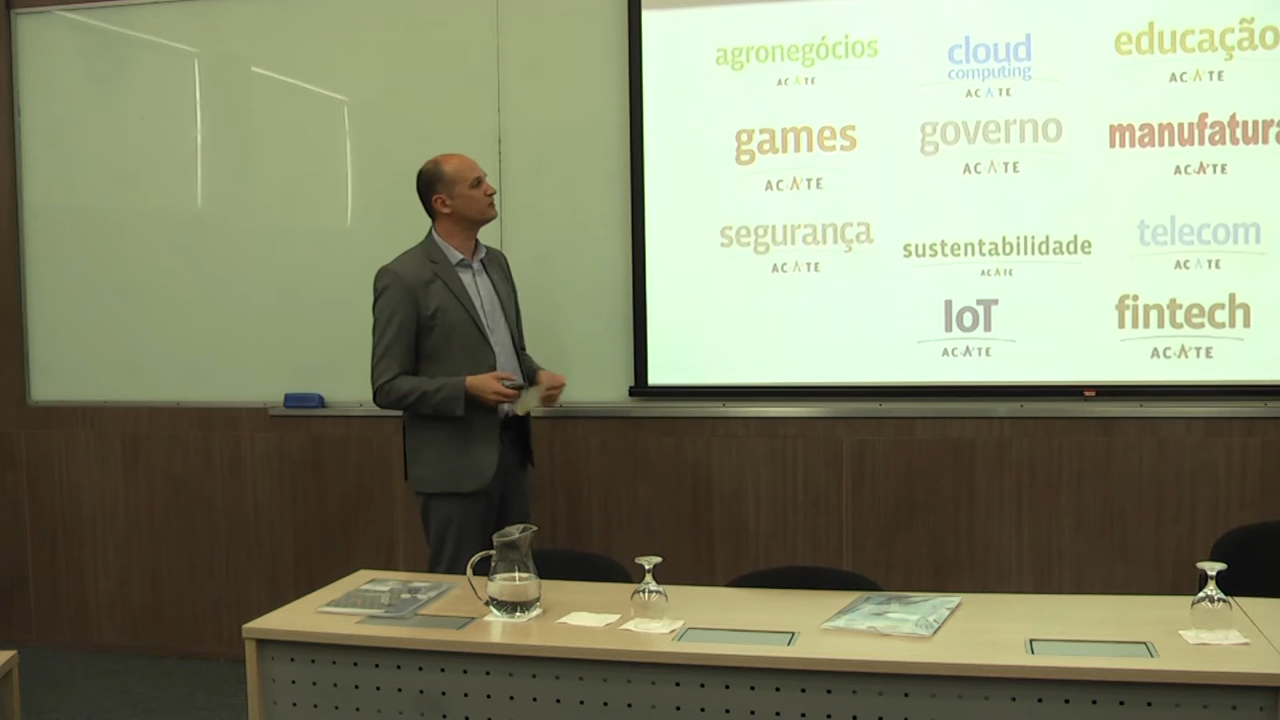 agronegócios
ACATE
cloud
computing
ACATE
educação
ACATE
games
ACATE
governo
ACATE
manufatura
ACATE
segurança
ACATE
sustentabilidade
ACATE
telecom
ACATE
IoT
ACATE
fintech
ACATE